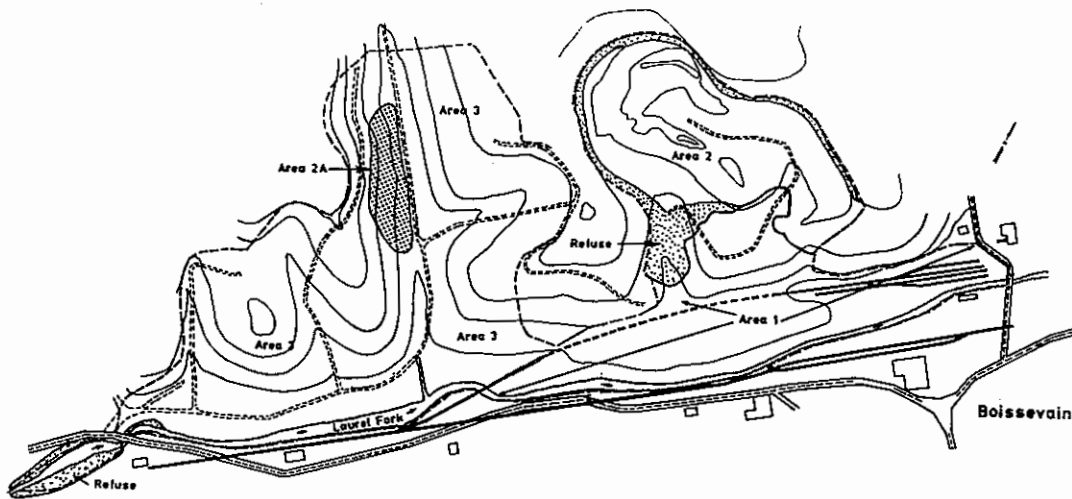 Area 3
Area 2A
Area 2
Refuse
Area 1
Area 3
Area 3
Laurel Fork
Boissevain
Refuse